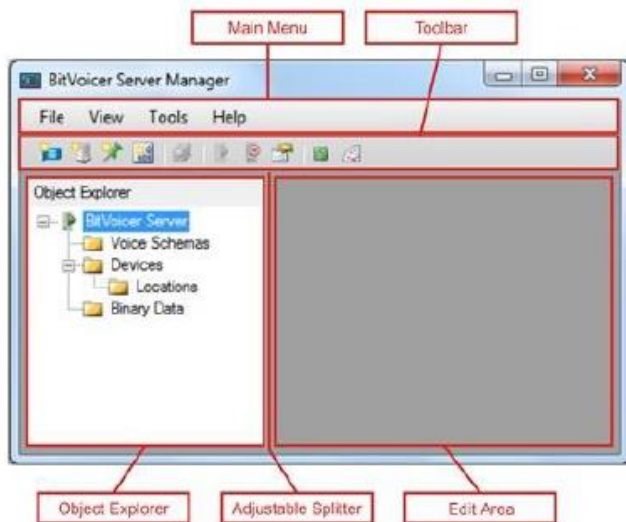 Main Menu
Toolbar
BitVoicer Server Manager
File View Tools Help
Object Explorer
BitVoicer Server
Voice Schemas
Devices
Locations
Binary Data
Object Explorer
Adjustable Splitter
Edit Area